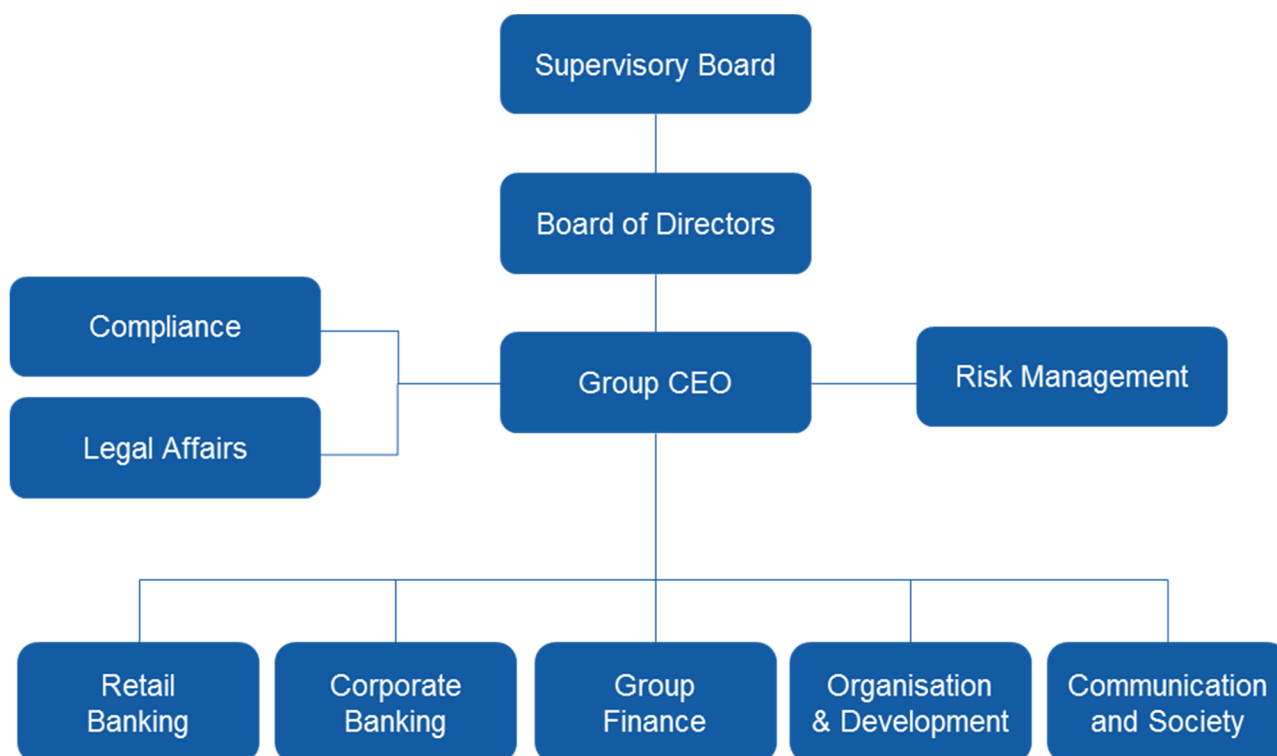 Supervisory Board
Board of Directors
Compliance
Group CEO
Risk Management
Legal Affairs
Retail
Banking
Corporate
Banking
Group
Finance
Organisation
& Development
Communication
and Society